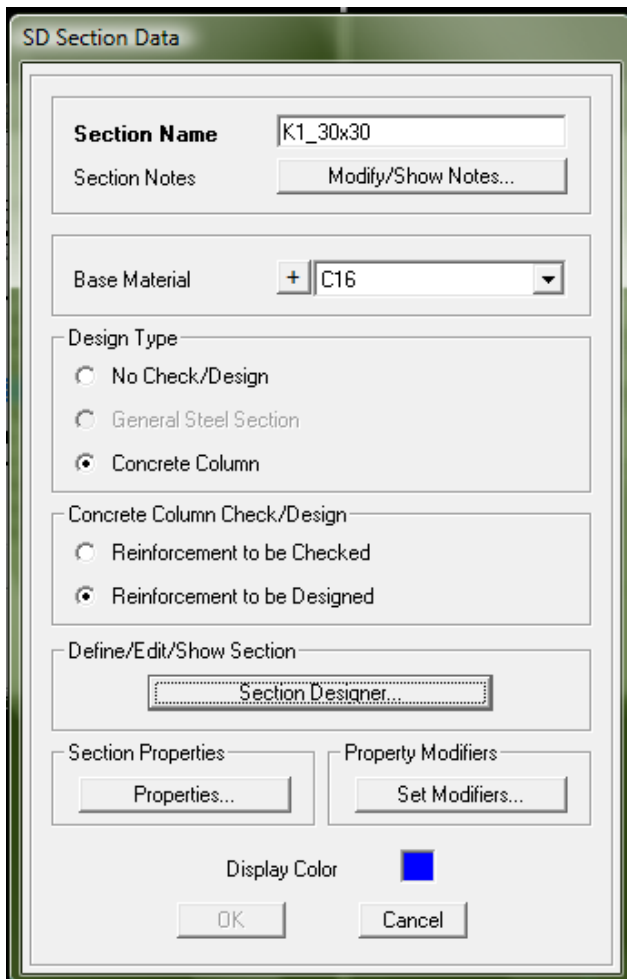 SD Section Data
Section Name K1_30x30
Section Notes Modify/Show Notes...
Base Material + C16
Design Type
No Check/Design
General Steel Section
Concrete Column
Concrete Column Check/Design
Reinforcement to be Checked
Reinforcement to be Designed
Define/Edit/Show Section
Section Designer...
Section Properties Property Modifiers
Properties... Set Modifiers...
Display Color
OK Cancel